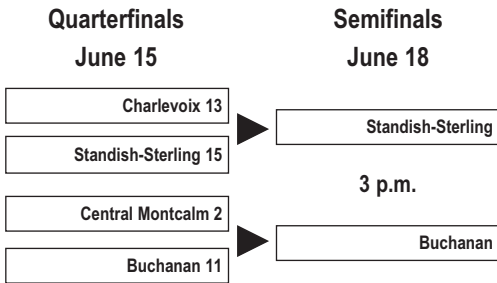 Quarterfinals
June 15
Semifinals
June 18
Charlevoix 13
Standish-Sterling 15
Standish-Sterling
3 p.m.
Central Montcalm 2
Buchanan 11
Buchanan